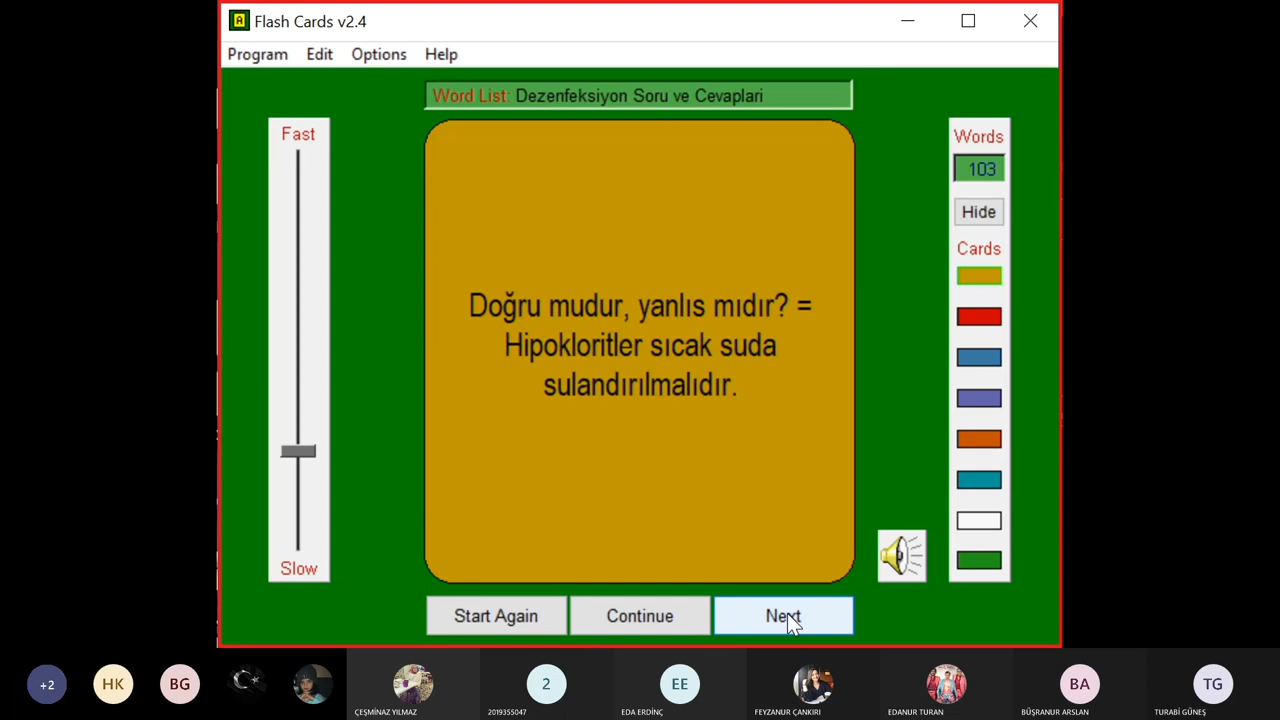 Flash Cards v2.4
Program Edit Options Help
Word List: Dezenfeksiyon Soru ve Cevaplari
Fast
Slow
Doğru mudur, yanlıs mıdır? =
Hipokloritler sıcak suda
sulandırılmalıdır.
Words
103
Hide
Cards
Start Again Continue Next
+2 HK BG 2 EE BA TG
ÇEŞMİNAZ YILMAZ 2019355047 EDA ERDİNÇ FEYZANUR ÇANKIRI EDANUR TURAN BÜŞRANUR ARSLAN TURABİ GÜNEŞ